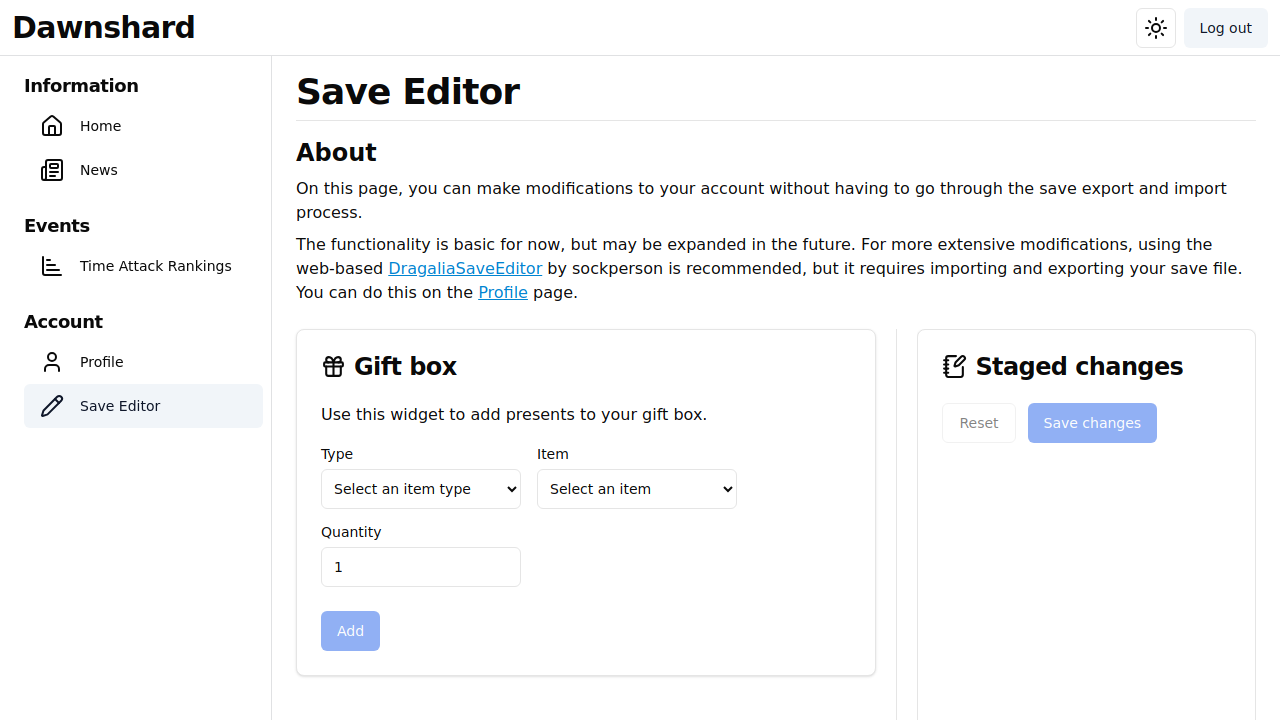 Dawnshard
Log out
Information
Home
News
Events
Time Attack Rankings
Account
Profile
Save Editor
Save Editor
About
On this page, you can make modifications to your account without having to go through the save export and import
process.
The functionality is basic for now, but may be expanded in the future. For more extensive modifications, using the
web-based DragaliaSaveEditor by sockperson is recommended, but it requires importing and exporting your save file.
You can do this on the Profile page.
Gift box
Use this widget to add presents to your gift box.
Type
Item
Select an item type
Select an item
Quantity
1
Add
Staged changes
Reset
Save changes